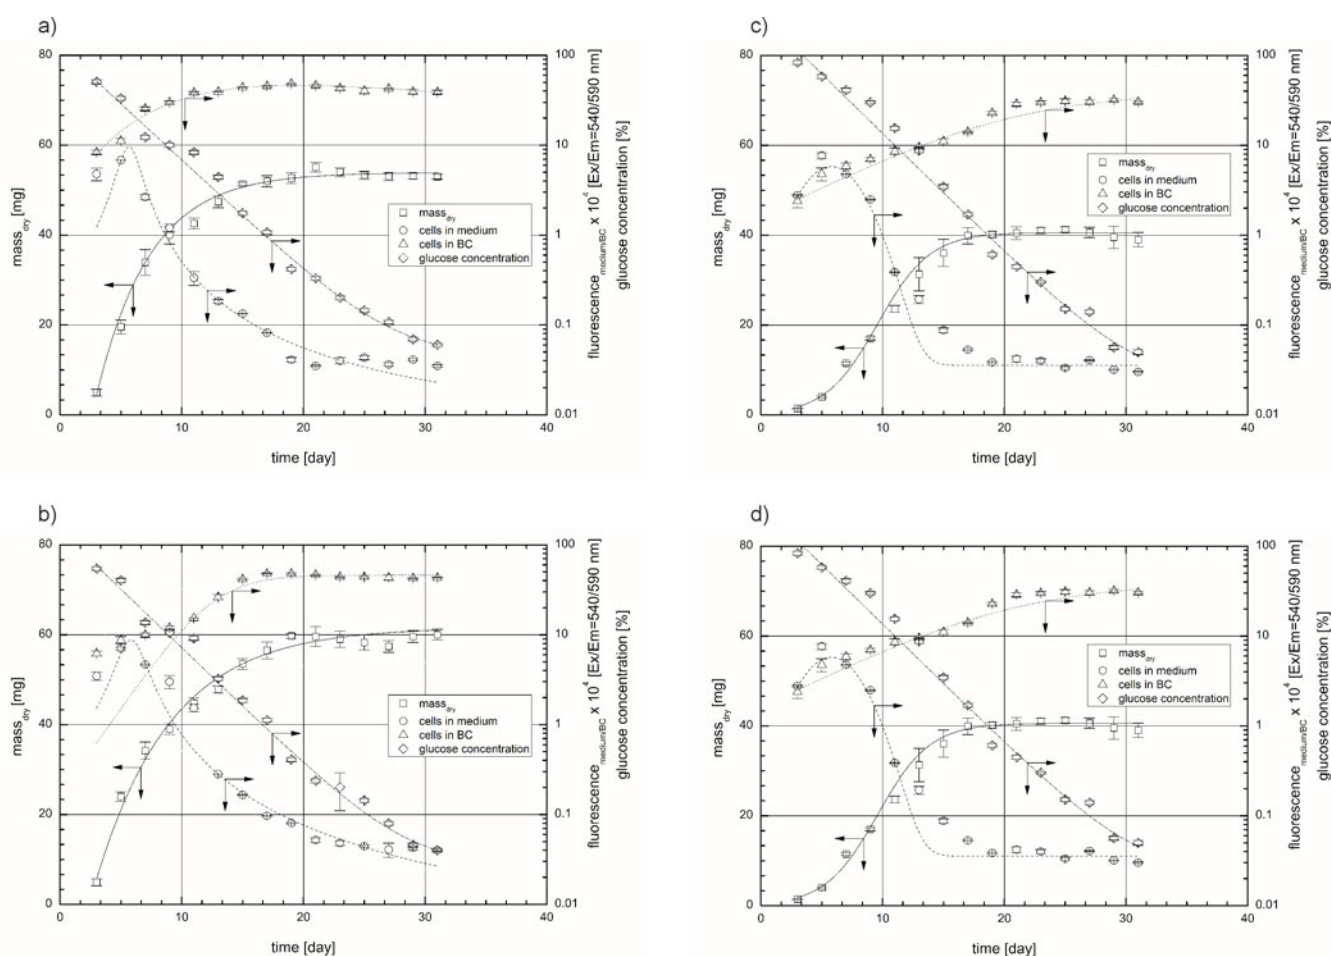 a)
mass_dry [mg]
80
60
40
20
0
100
10
1
0.1
0.01
fluorescence_medium/BC x 10^4 [Ex/Em=540/590 nm]
glucose concentration [%]
mass_dry
cells in medium
cells in BC
glucose concentration
0 10 20 30 40
time [day]
c)
mass_dry [mg]
80
60
40
20
0
100
10
1
0.1
0.01
fluorescence_medium/BC x 10^4 [Ex/Em=540/590 nm]
glucose concentration [%]
mass_dry
cells in medium
cells in BC
glucose concentration
0 10 20 30 40
time [day]
b)
mass_dry [mg]
80
60
40
20
0
100
10
1
0.1
0.01
fluorescence_medium/BC x 10^4 [Ex/Em=540/590 nm]
glucose concentration [%]
mass_dry
cells in medium
cells in BC
glucose concentration
0 10 20 30 40
time [day]
d)
mass_dry [mg]
80
60
40
20
0
100
10
1
0.1
0.01
fluorescence_medium/BC x 10^4 [Ex/Em=540/590 nm]
glucose concentration [%]
mass_dry
cells in medium
cells in BC
glucose concentration
0 10 20 30 40
time [day]